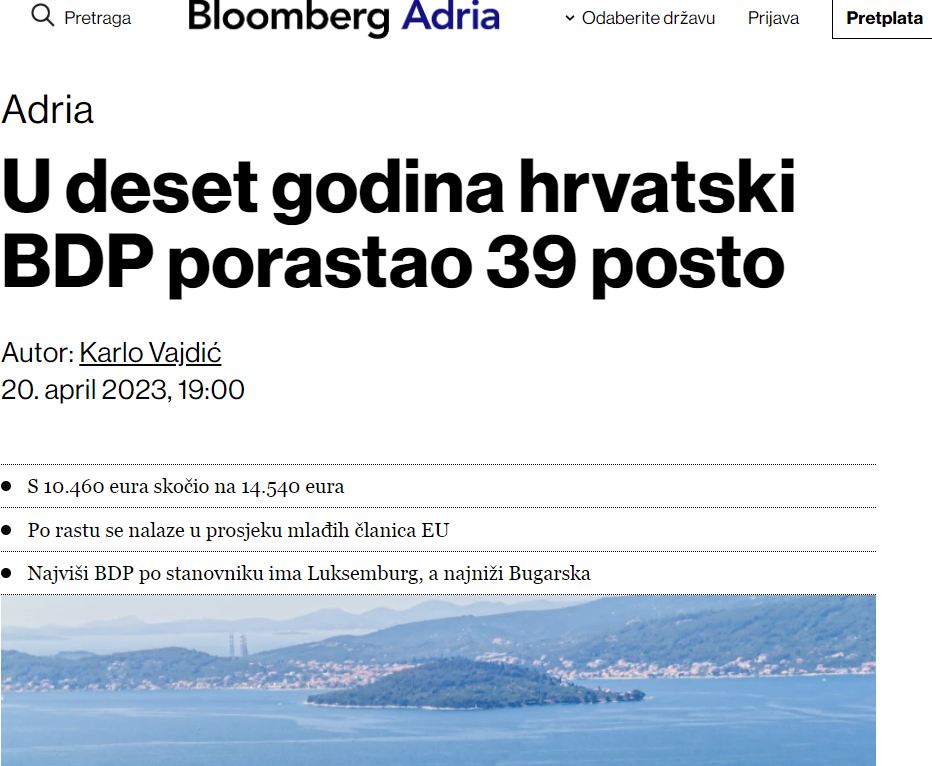 Pretraga
Bloomberg Adria
Odaberite državu
Prijava
Pretplata
Adria
U deset godina hrvatski
BDP porastao 39 posto
Autor: Karlo Vajdić
20. april 2023, 19:00
S 10.460 eura skočio na 14.540 eura
Po rastu se nalaze u prosjeku mlađih članica EU
Najviši BDP po stanovniku ima Luksemburg, a najniži Bugarska